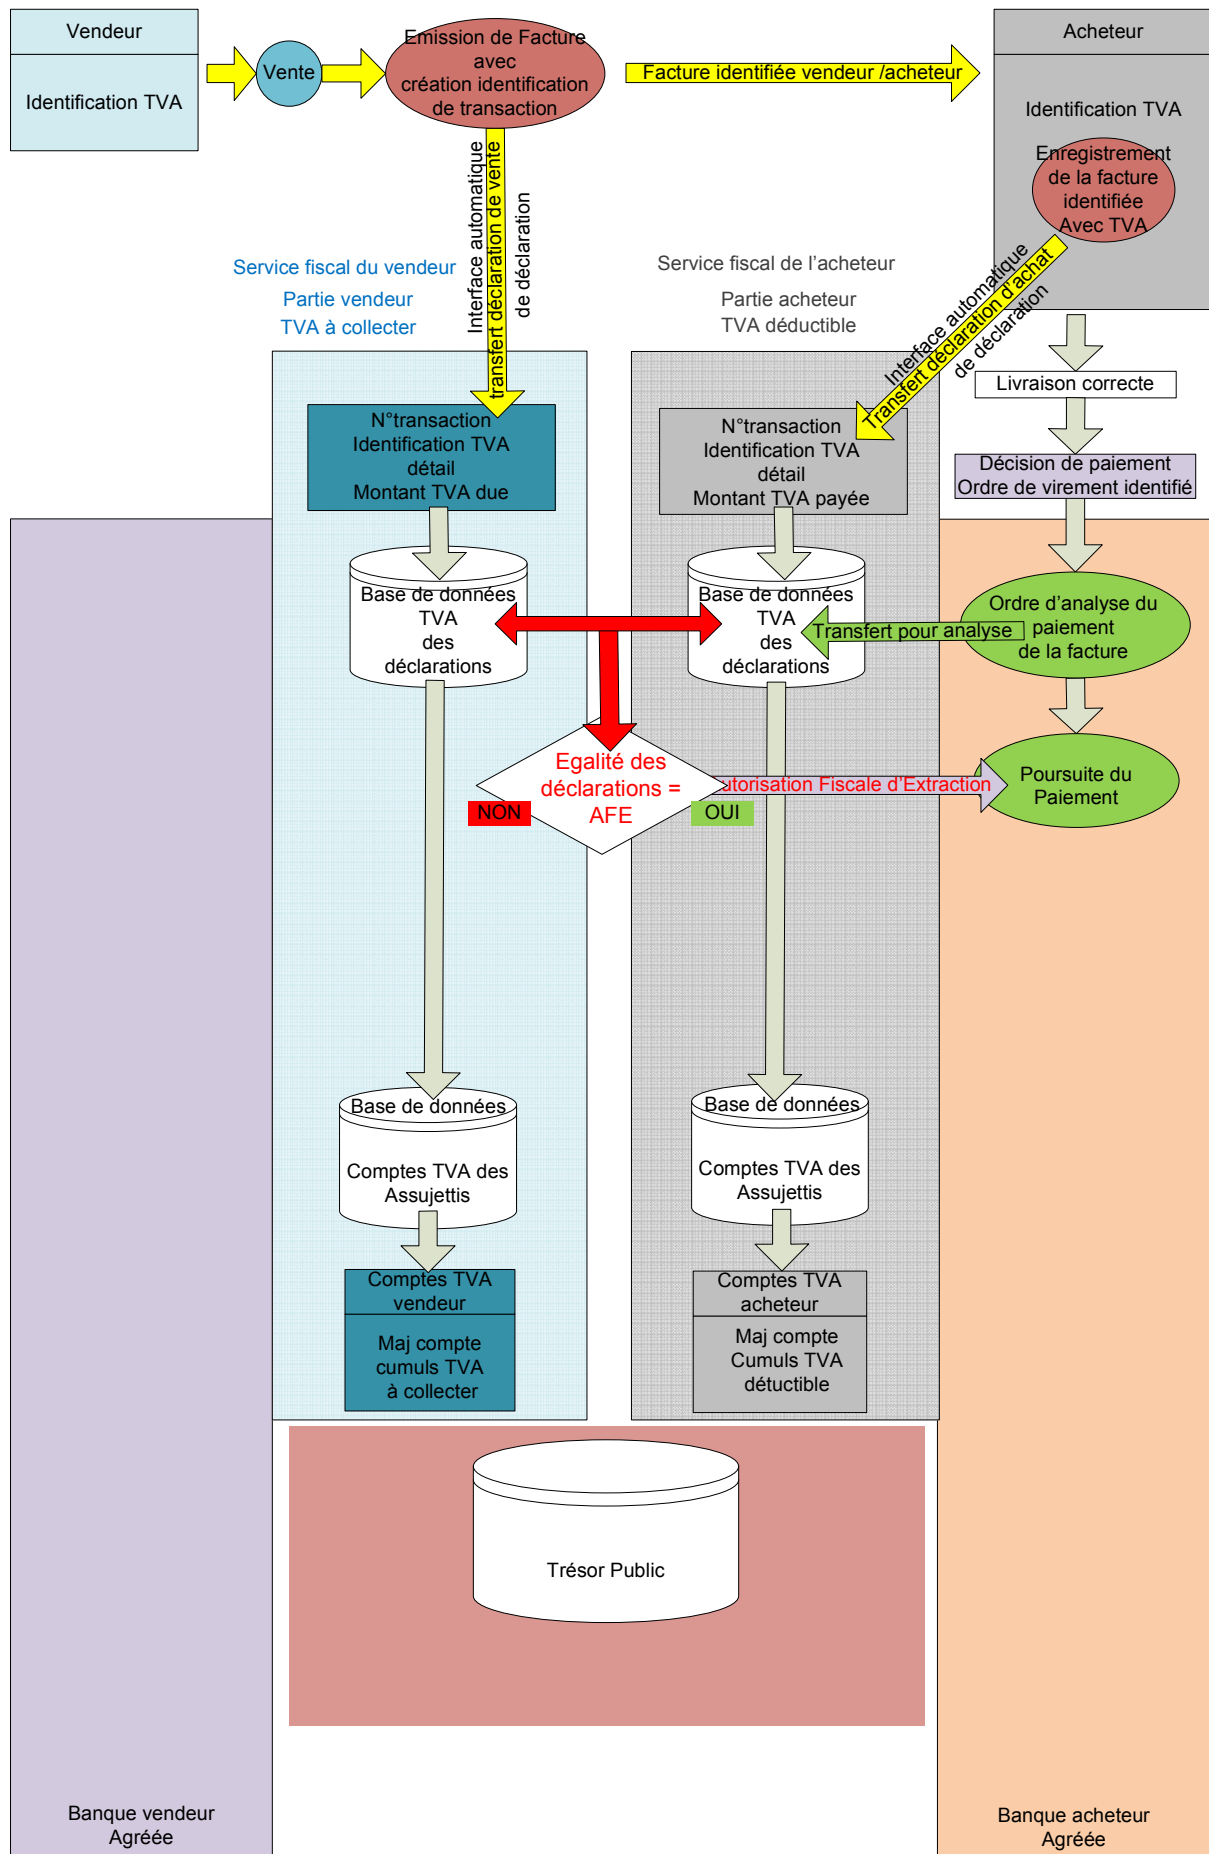 Vendeur
Identification TVA
Vente
Emission de Facture
avec
création identification
de transaction
Facture identifiée vendeur /acheteur
Acheteur
Identification TVA
Enregistrement
de la facture
identifiée
Avec TVA
Interface automatique
transfert déclaration de vente
de déclaration
Service fiscal du vendeur
Partie vendeur
TVA à collecter
Service fiscal de l’acheteur
Partie acheteur
TVA déductible
Interface automatique
Transfert déclaration d’achat
de déclaration
Livraison correcte
Décision de paiement
Ordre de virement identifié
N°transaction
Identification TVA
détail
Montant TVA due
N°transaction
Identification TVA
détail
Montant TVA payée
Base de données
TVA
des
déclarations
Base de données
TVA
des
déclarations
Transfert pour analyse
Ordre d’analyse du
paiement
de la facture
Egalité des
déclarations =
AFE
NON
OUI
utorisation Fiscale d’Extraction
Poursuite du
Paiement
Base de données
Comptes TVA des
Assujettis
Base de données
Comptes TVA des
Assujettis
Comptes TVA
vendeur
Maj compte
cumuls TVA
à collecter
Comptes TVA
acheteur
Maj compte
Cumuls TVA
détuctible
Trésor Public
Banque vendeur
Agréée
Banque acheteur
Agréée